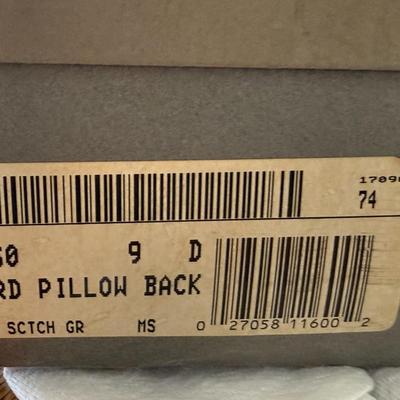 1709
74
50 9 D
RD PILLOW BACK
SCTCH GR MS 0 27058 11600 2